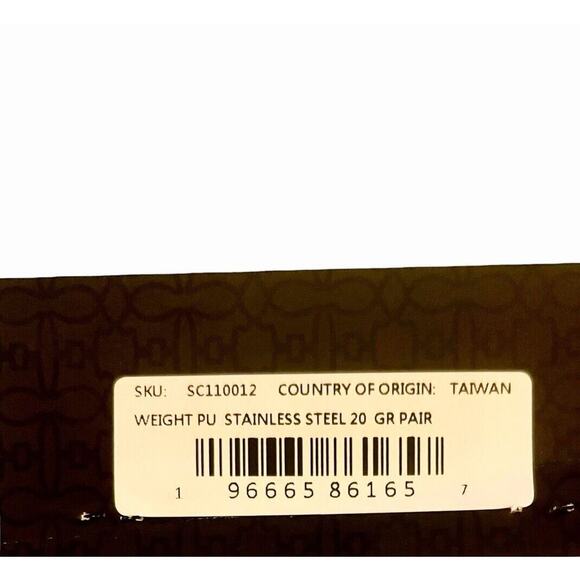 SKU: SC110012 COUNTRY OF ORIGIN: TAIWAN
WEIGHT PU STAINLESS STEEL 20 GR PAIR
1 96665 86165 7